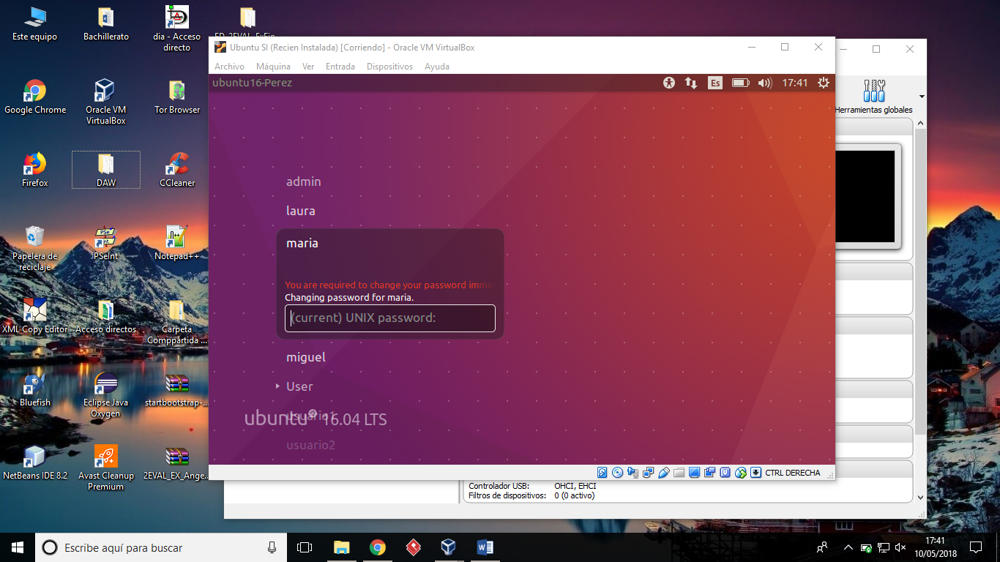 Este equipo
Bachillerato
dia - Acceso
directo
Ubuntu SI (Recien Instalada) [Corriendo] - Oracle VM VirtualBox
Archivo Máquina Ver Entrada Dispositivos Ayuda
ubuntu16-Perez
Es
17:41
Google Chrome
Oracle VM
VirtualBox
Tor Browser
Herramientas globales
Firefox
DAW
CCleaner
admin
laura
maria
You are required to change your password imme
Changing password for maria.
(current) UNIX password:
miguel
User
usuario1
ubuntu 16.04 LTS
usuario2
Papelera de
reciclaje
PSeInt
Notepad++
XML Copy Editor
Acceso directos
Carpeta
Comppartida ...
Bluefish
Eclipse Java
Oxygen
startbootstrap-...
NetBeans IDE 8.2
Avast Cleanup
Premium
2EVAL_EX_Ange...
CTRL DERECHA
Controlador USB: OHCI, EHCI
Filtros de dispositivos: 0 (0 activo)
Escribe aquí para buscar
17:41
10/05/2018